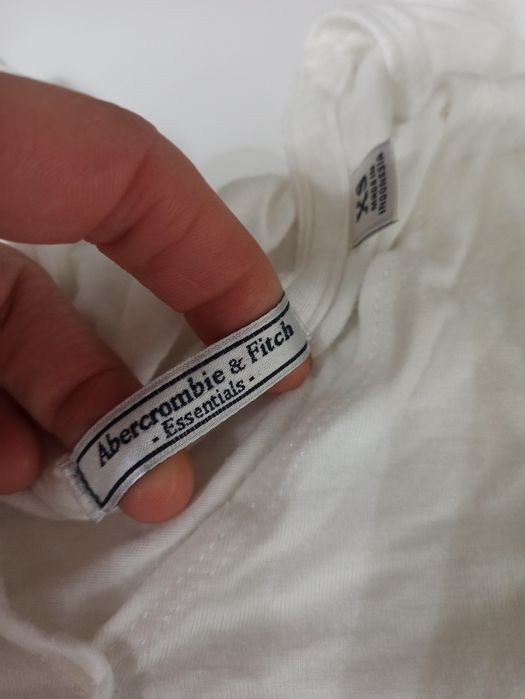 Abercrombie & Fitch
- Essentials -
XS
MADE IN
INDONESIA